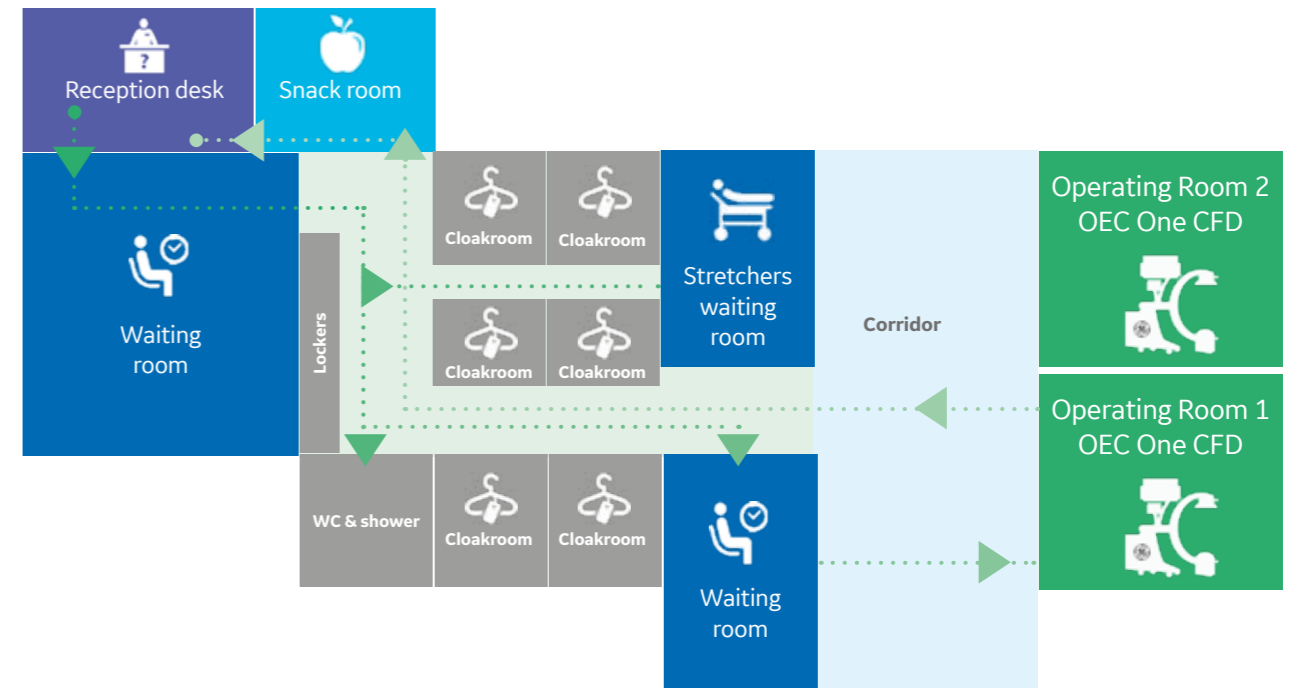 ?
Reception desk
Snack room
Cloakroom
Cloakroom
Operating Room 2
OEC One CFD
Stretchers
waiting
room
Waiting
room
Lockers
Corridor
Cloakroom
Cloakroom
Operating Room 1
OEC One CFD
WC & shower
Cloakroom
Cloakroom
Waiting
room